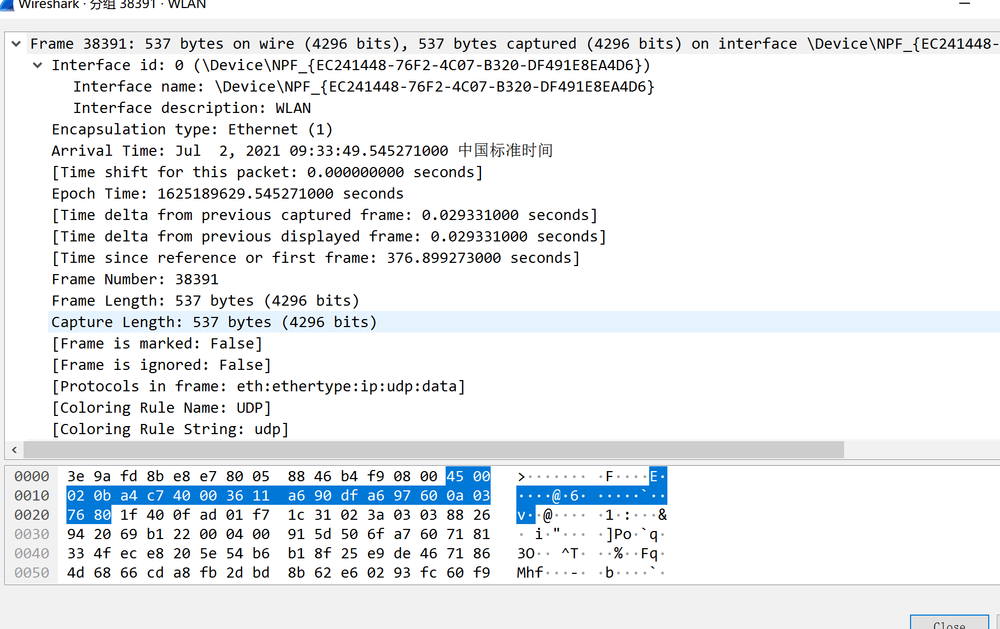 Wireshark · 分组 38391 · WLAN
Frame 38391: 537 bytes on wire (4296 bits), 537 bytes captured (4296 bits) on interface \Device\NPF_{EC241448-
Interface id: 0 (\Device\NPF_{EC241448-76F2-4C07-B320-DF491E8EA4D6})
Interface name: \Device\NPF_{EC241448-76F2-4C07-B320-DF491E8EA4D6}
Interface description: WLAN
Encapsulation type: Ethernet (1)
Arrival Time: Jul  2, 2021 09:33:49.545271000 中国标准时间
[Time shift for this packet: 0.000000000 seconds]
Epoch Time: 1625189629.545271000 seconds
[Time delta from previous captured frame: 0.029331000 seconds]
[Time delta from previous displayed frame: 0.029331000 seconds]
[Time since reference or first frame: 376.899273000 seconds]
Frame Number: 38391
Frame Length: 537 bytes (4296 bits)
Capture Length: 537 bytes (4296 bits)
[Frame is marked: False]
[Frame is ignored: False]
[Protocols in frame: eth:ethertype:ip:udp:data]
[Coloring Rule Name: UDP]
[Coloring Rule String: udp]
0000 3e 9a fd 8b e8 e7 80 05 88 46 b4 f9 08 00 45 00 >······· ·F····E·
0010 02 0b a4 c7 40 00 36 11 a6 90 df a6 97 60 0a 03 ····@·6· ·····`··
0020 76 80 1f 40 0f ad 01 f7 1c 31 02 3a 03 03 88 26 v··@···· ·1·:···&
0030 94 20 69 b1 22 00 04 00 91 5d 50 6f a7 60 71 81 · i·"··· ·]Po·`q·
0040 33 4f ec e8 20 5e 54 b6 b1 8f 25 e9 de 46 71 86 3O·· ^T· ··%··Fq·
0050 4d 68 66 cd a8 fb 2d bd 8b 62 e6 02 93 fc 60 f9 Mhf···-· ·b····`·
Close